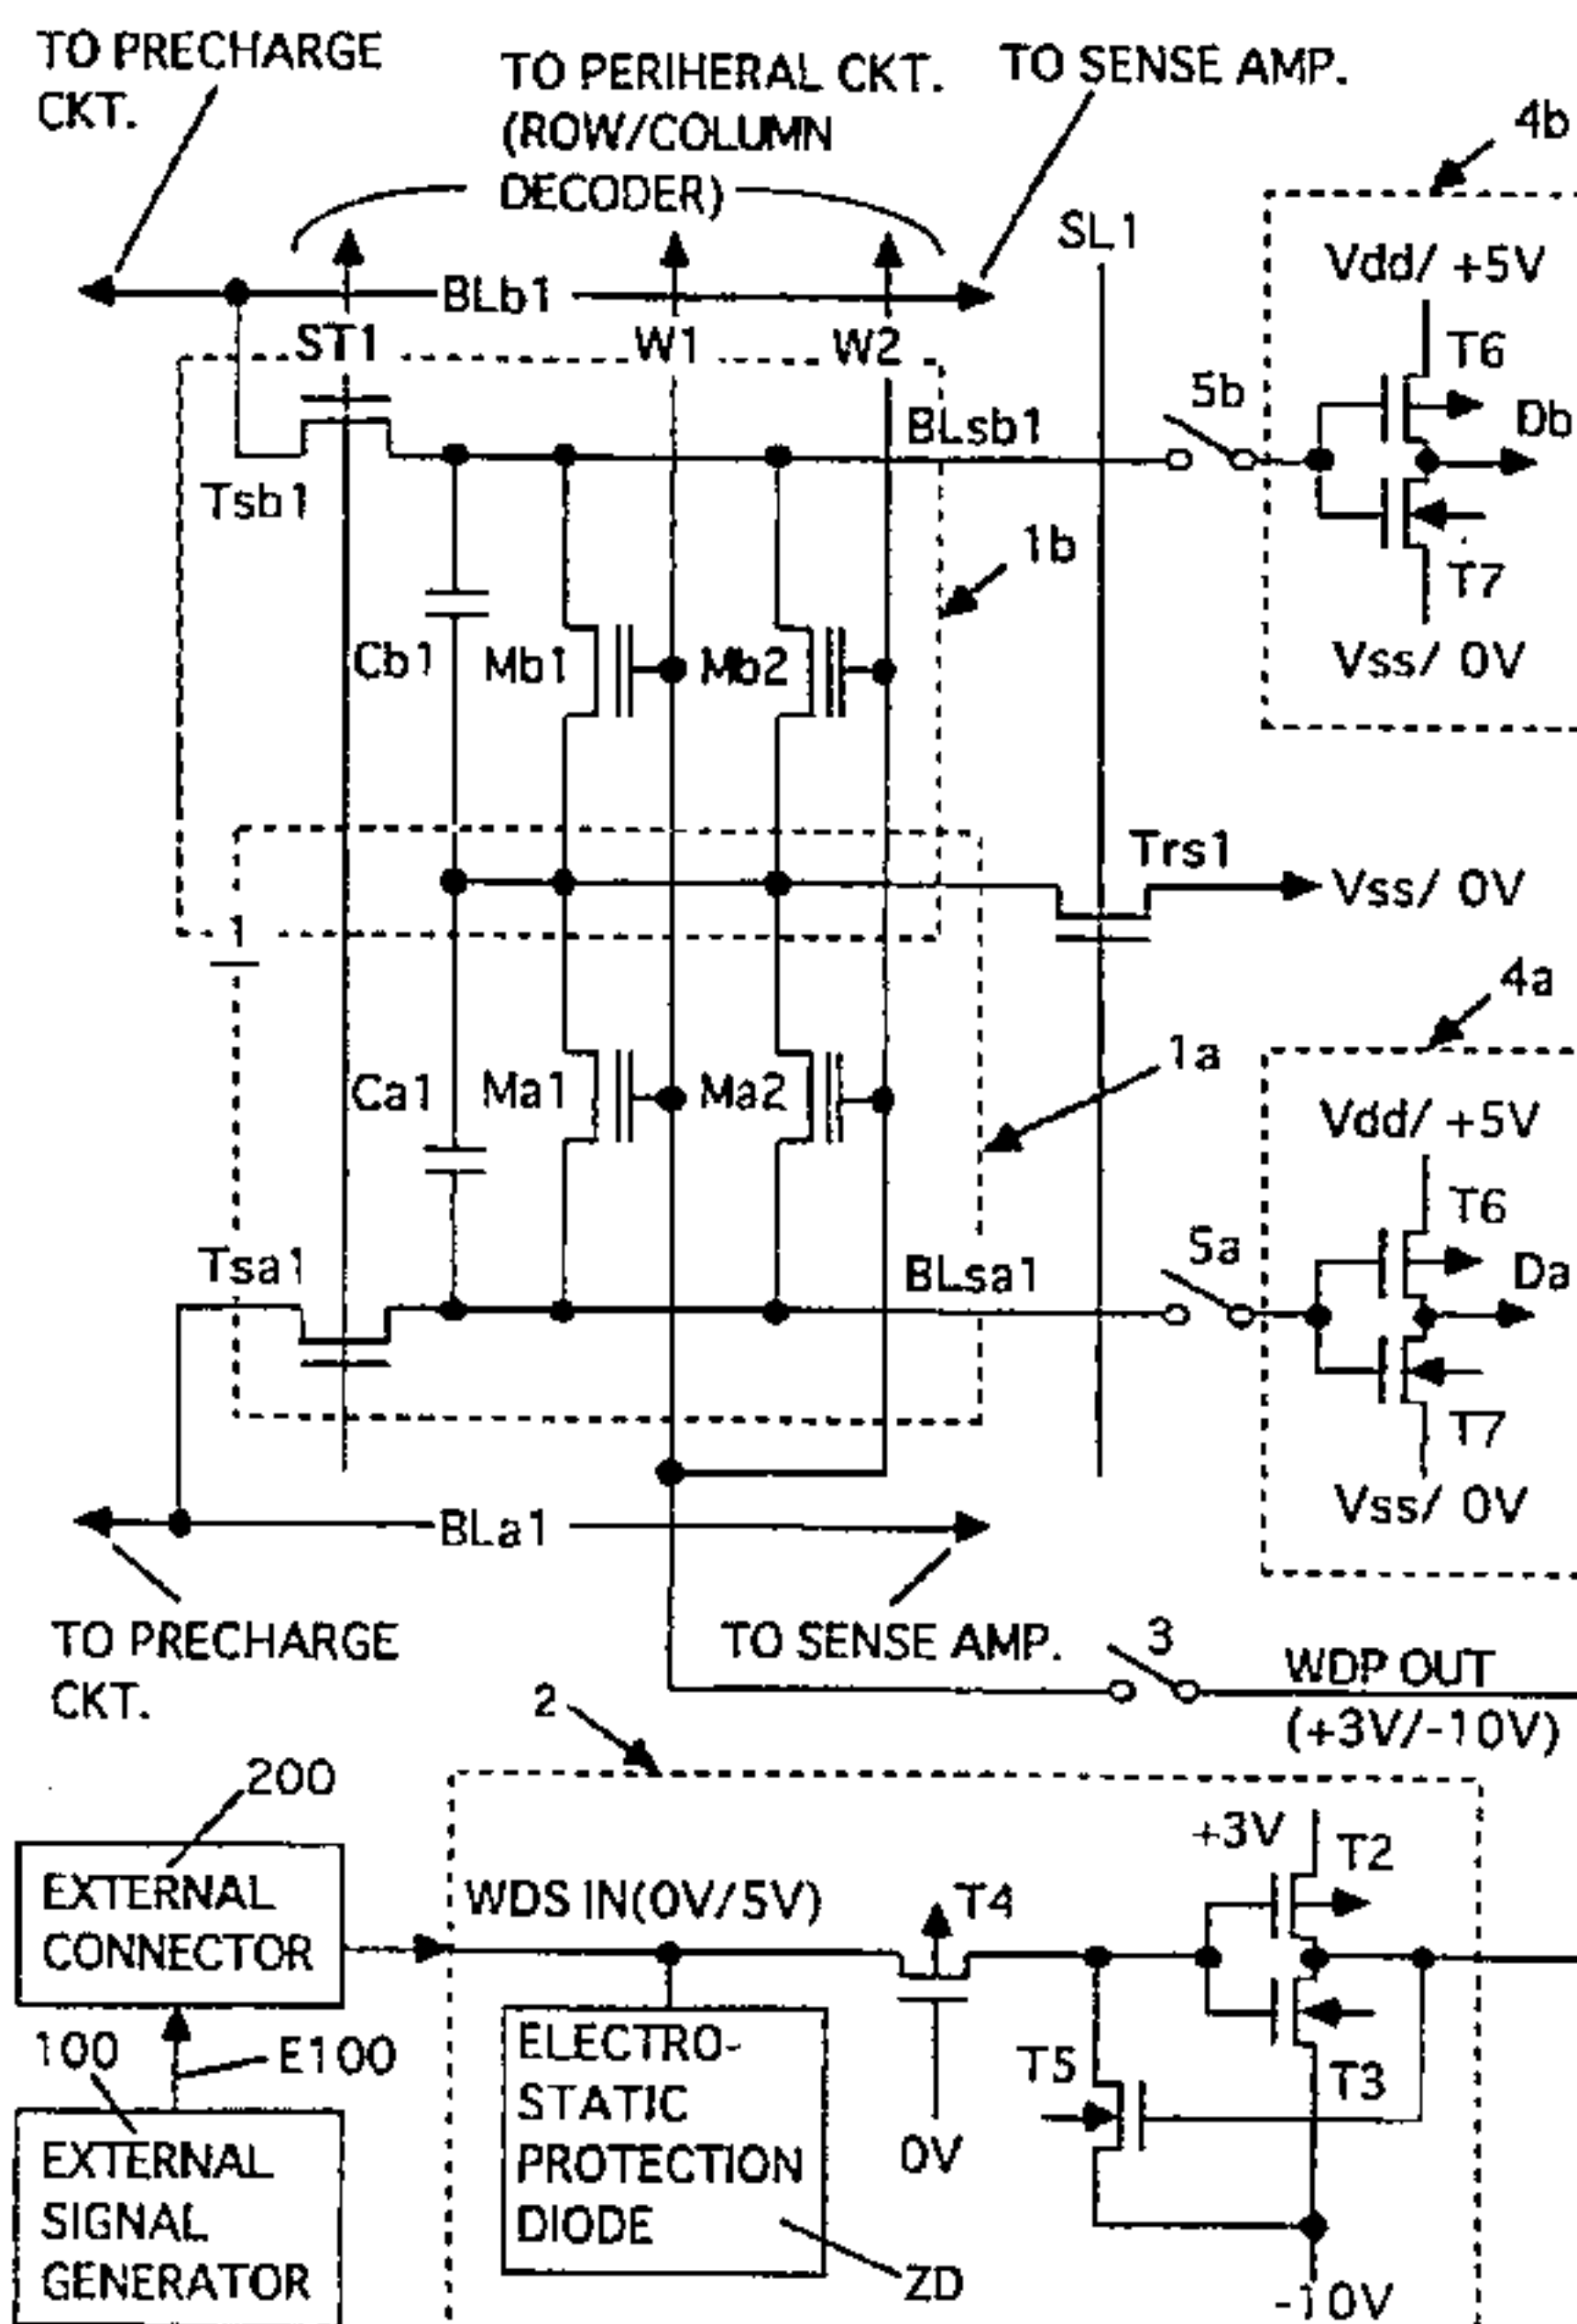 TO PRECHARGE
CKT.
TO PERIHERAL CKT.
(ROW/COLUMN
DECODER)
TO SENSE AMP.
4b
SL1
Vdd/ +5V
BLb1
ST1
W1
W2
T6
5b
Db
BLsb1
Tsb1
1b
T7
Cb1
Mb1
Mb2
Vss/ 0V
Trs1
Vss/ 0V
1
4a
1a
Ca1
Ma1
Ma2
Vdd/ +5V
T6
5a
Tsa1
BLsa1
Da
T7
Vss/ 0V
BLa1
TO PRECHARGE
CKT.
TO SENSE AMP.
3
WDP OUT
(+3V/-10V)
2
200
+3V
T2
EXTERNAL
CONNECTOR
WDS IN(0V/5V)
T4
100
E100
ELECTRO-
STATIC
PROTECTION
DIODE
T5
T3
0V
EXTERNAL
SIGNAL
GENERATOR
ZD
-10V